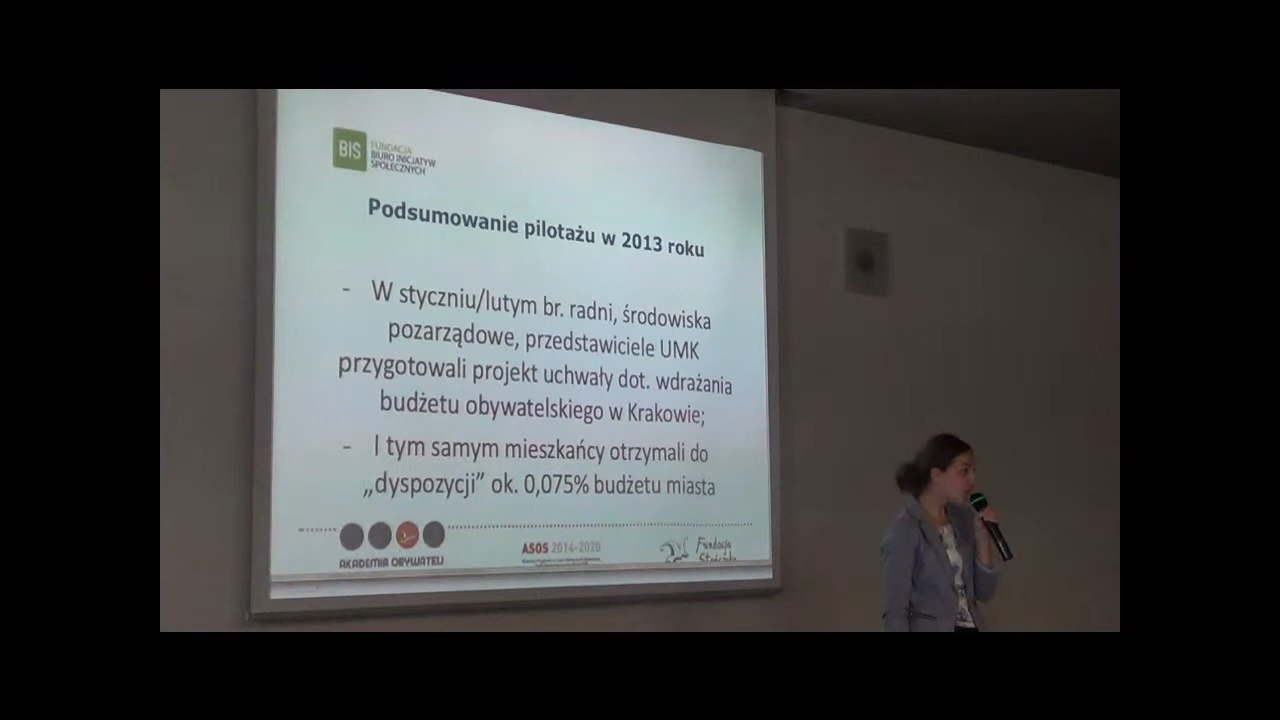 BIS
FUNDACJA
BIURO INICJATYW
SPOŁECZNYCH
Podsumowanie pilotażu w 2013 roku
- W styczniu/lutym br. radni, środowiska
pozarządowe, przedstawiciele UMK
przygotowali projekt uchwały dot. wdrażania
budżetu obywatelskiego w Krakowie;
- I tym samym mieszkańcy otrzymali do
„dyspozycji” ok. 0,075% budżetu miasta
AKADEMIA OBYWATELI
ASOS 2014-2020
Fundacja